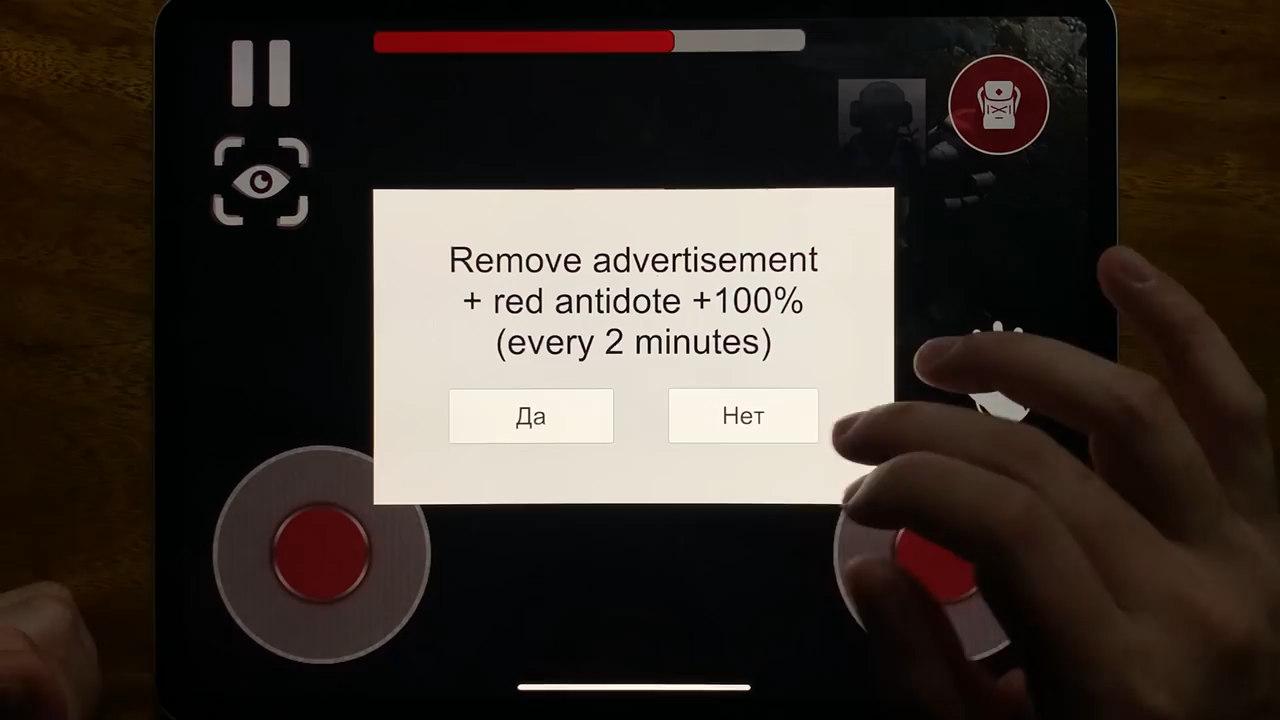 Remove advertisement
+ red antidote +100%
(every 2 minutes)
Да
Нет